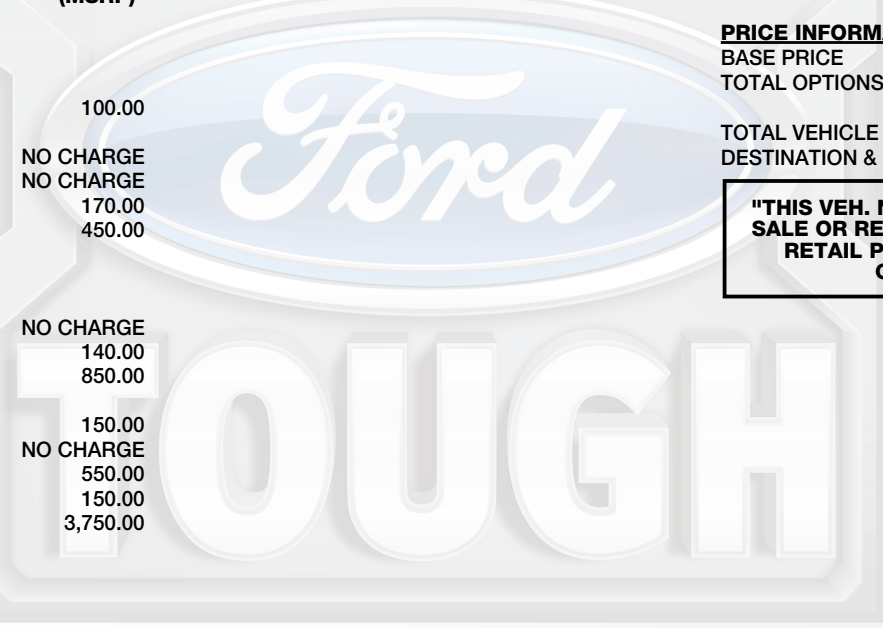 (MSRP)
100.00
NO CHARGE
NO CHARGE
170.00
450.00
NO CHARGE
140.00
850.00
150.00
NO CHARGE
550.00
150.00
3,750.00
PRICE INFORMA
BASE PRICE
TOTAL OPTIONS
TOTAL VEHICLE
DESTINATION &
"THIS VEH.
SALE OR RE
RETAIL P
Ford
TOUGH